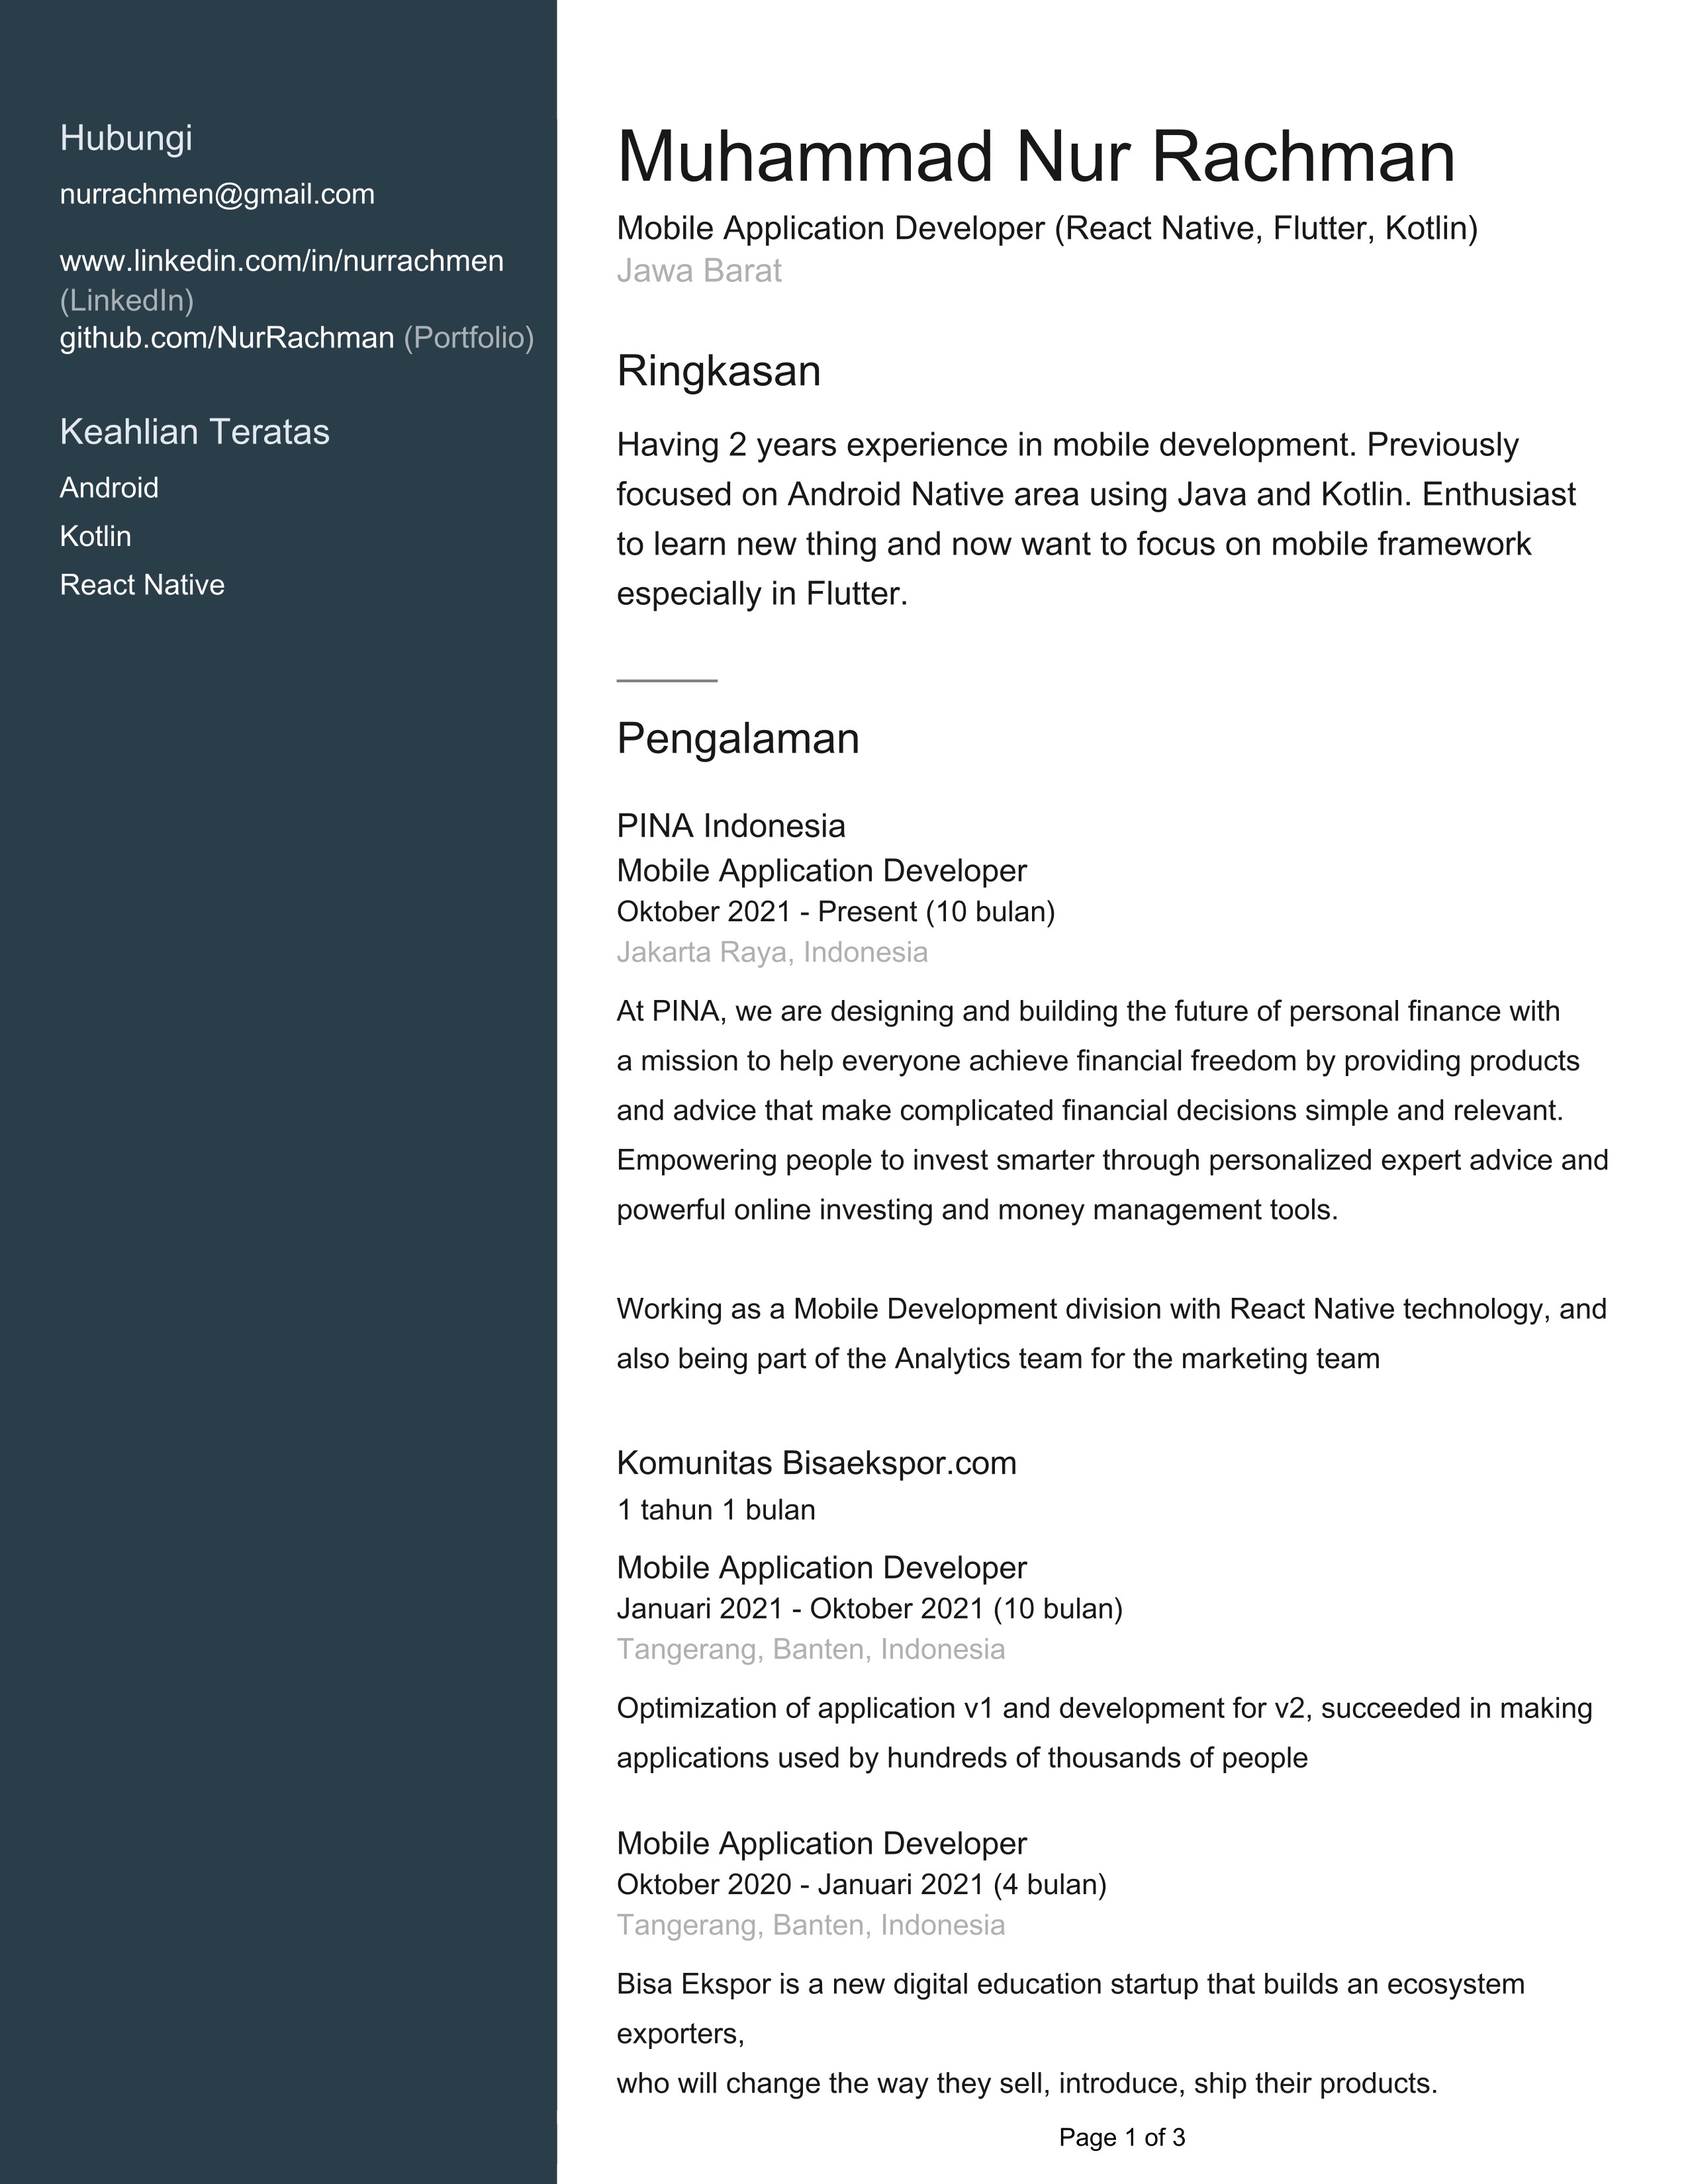 Hubungi
nurrachmen@gmail.com
www.linkedin.com/in/nurrachmen
(LinkedIn)
github.com/NurRachman (Portfolio)
Keahlian Teratas
Android
Kotlin
React Native
Muhammad Nur Rachman
Mobile Application Developer (React Native, Flutter, Kotlin)
Jawa Barat
Ringkasan
Having 2 years experience in mobile development. Previously
focused on Android Native area using Java and Kotlin. Enthusiast
to learn new thing and now want to focus on mobile framework
especially in Flutter.
Pengalaman
PINA Indonesia
Mobile Application Developer
Oktober 2021 - Present (10 bulan)
Jakarta Raya, Indonesia
At PINA, we are designing and building the future of personal finance with
a mission to help everyone achieve financial freedom by providing products
and advice that make complicated financial decisions simple and relevant.
Empowering people to invest smarter through personalized expert advice and
powerful online investing and money management tools.
Working as a Mobile Development division with React Native technology, and
also being part of the Analytics team for the marketing team
Komunitas Bisaekspor.com
1 tahun 1 bulan
Mobile Application Developer
Januari 2021 - Oktober 2021 (10 bulan)
Tangerang, Banten, Indonesia
Optimization of application v1 and development for v2, succeeded in making
applications used by hundreds of thousands of people
Mobile Application Developer
Oktober 2020 - Januari 2021 (4 bulan)
Tangerang, Banten, Indonesia
Bisa Ekspor is a new digital education startup that builds an ecosystem
exporters,
who will change the way they sell, introduce, ship their products.
Page 1 of 3